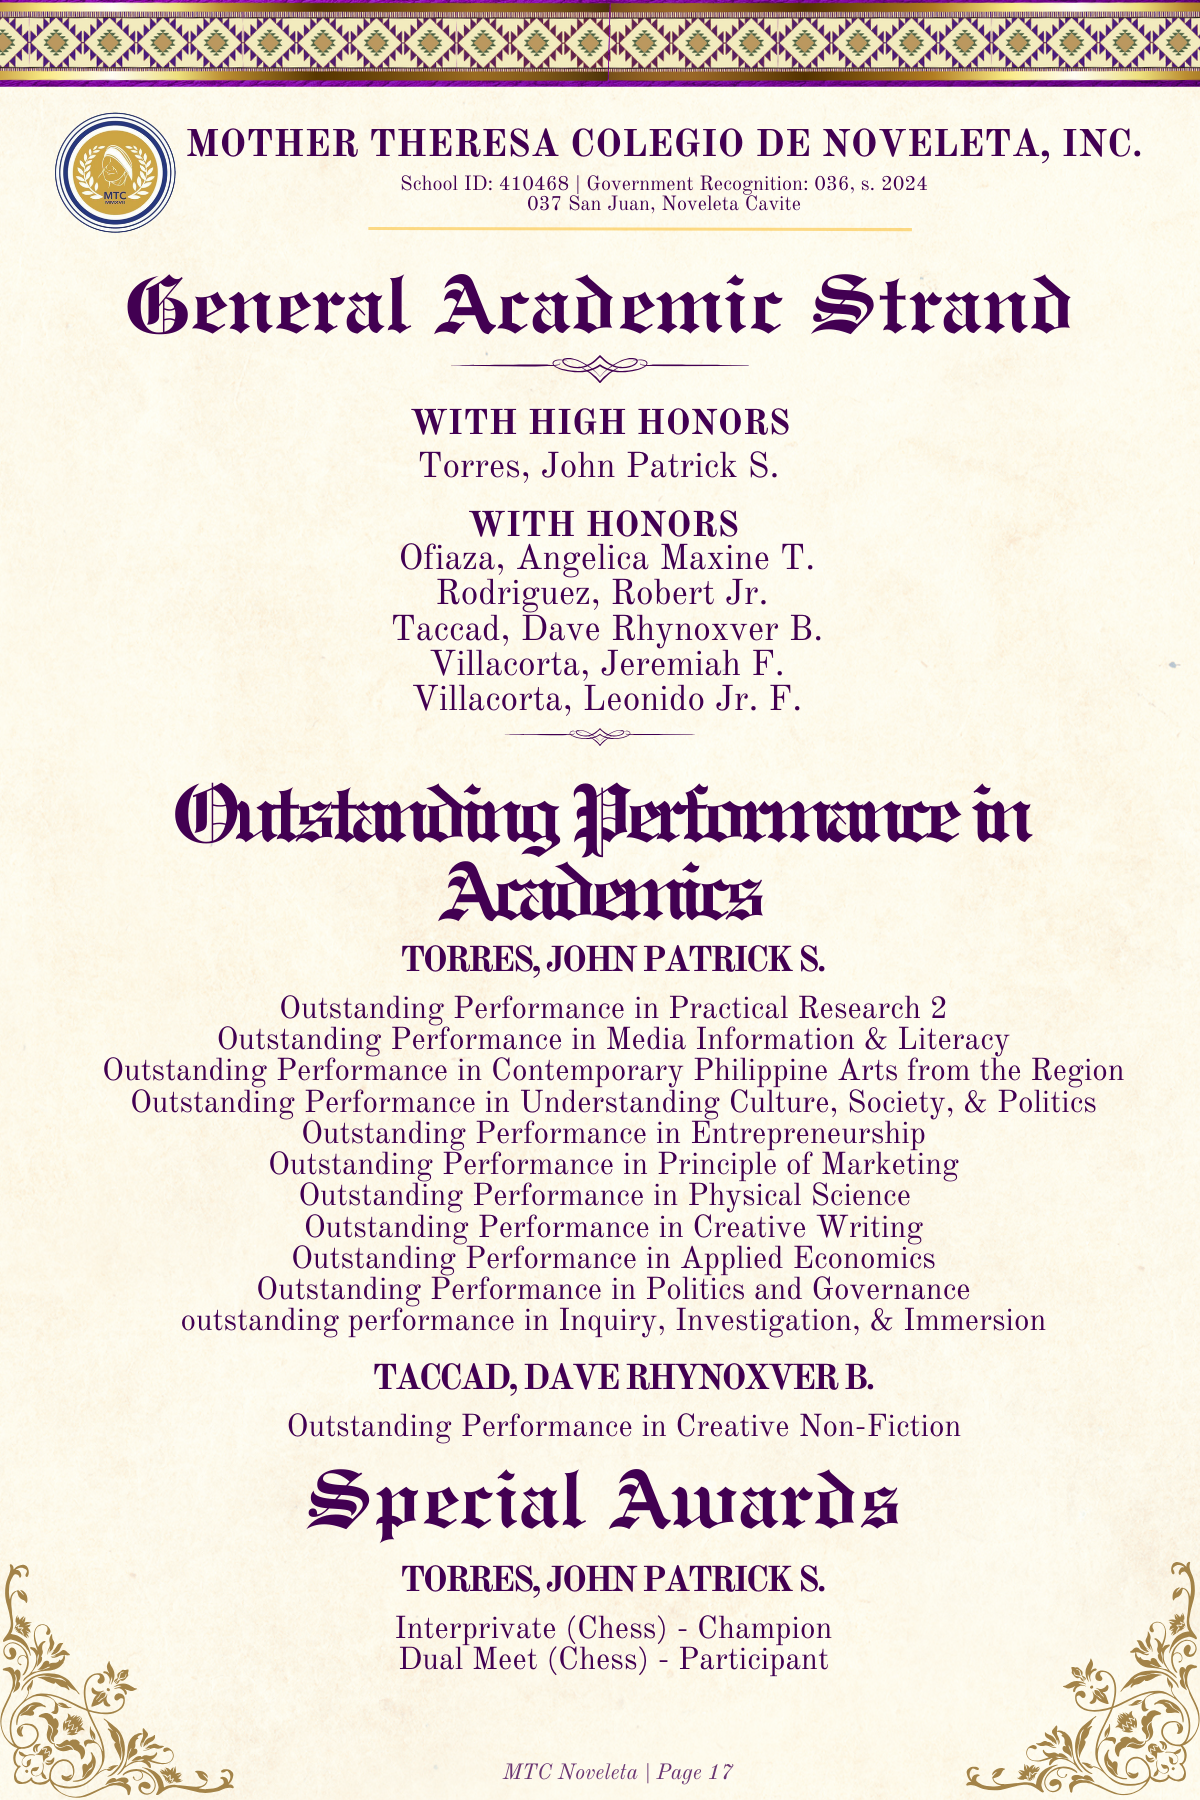 MTC
MOTHER THERESA COLEGIO DE NOVELETA, INC.
School ID: 410468 | Government Recognition: 036, s. 2024
037 San Juan, Noveleta Cavite
General Academic Strand
WITH HIGH HONORS
Torres, John Patrick S.
WITH HONORS
Ofiaza, Angelica Maxine T.
Rodriguez, Robert Jr.
Taccad, Dave Rhynoxver B.
Villacorta, Jeremiah F.
Villacorta, Leonido Jr. F.
Outstanding Performance in
Academics
TORRES, JOHN PATRICK S.
Outstanding Performance in Practical Research 2
Outstanding Performance in Media Information & Literacy
Outstanding Performance in Contemporary Philippine Arts from the Region
Outstanding Performance in Understanding Culture, Society, & Politics
Outstanding Performance in Entrepreneurship
Outstanding Performance in Principle of Marketing
Outstanding Performance in Physical Science
Outstanding Performance in Creative Writing
Outstanding Performance in Applied Economics
Outstanding Performance in Politics and Governance
outstanding performance in Inquiry, Investigation, & Immersion
TACCAD, DAVE RHYNOXVER B.
Outstanding Performance in Creative Non-Fiction
Special Awards
TORRES, JOHN PATRICK S.
Interprivate (Chess) - Champion
Dual Meet (Chess) - Participant
MTC Noveleta | Page 17